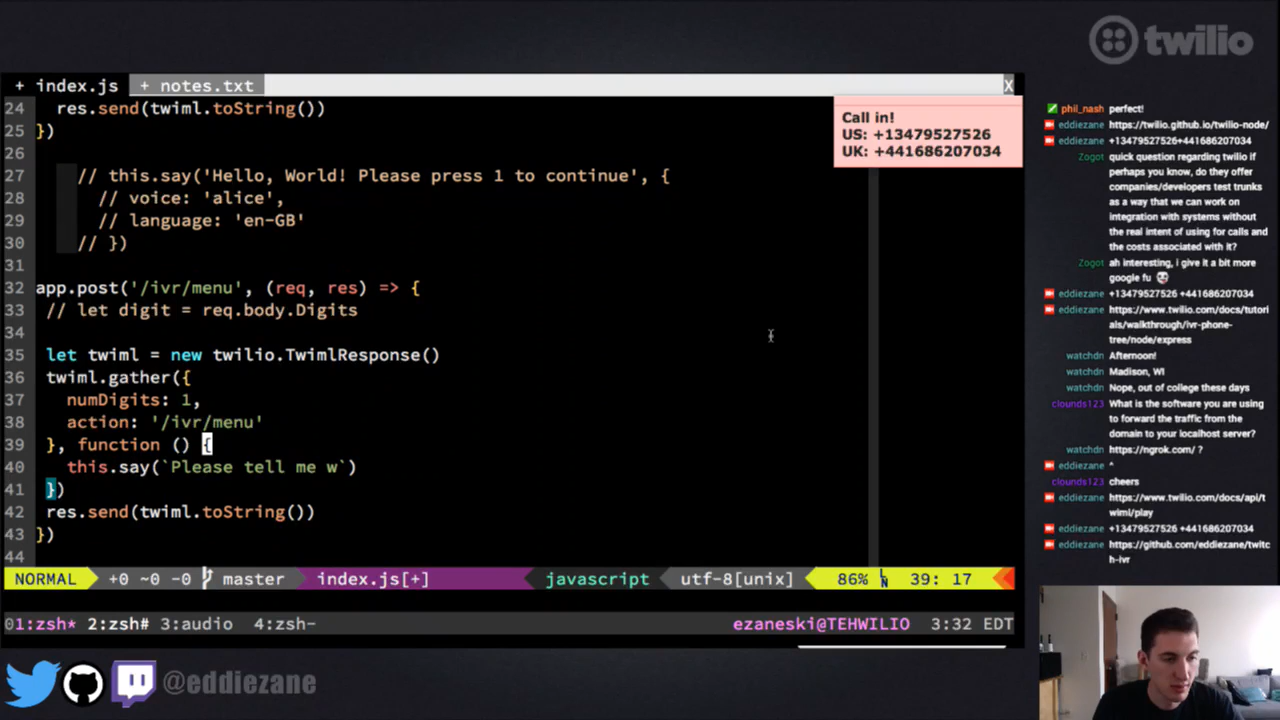 twilio
+ index.js + notes.txt X
24 res.send(twiml.toString())
25 })
26
27 // this.say('Hello, World! Please press 1 to continue', {
28 // voice: 'alice',
29 // language: 'en-GB'
30 // })
31
32 app.post('/ivr/menu', (req, res) => {
33 // let digit = req.body.Digits
34
35 let twiml = new twilio.TwimlResponse()
36 twiml.gather({
37 numDigits: 1,
38 action: '/ivr/menu'
39 }, function () {
40 this.say(`Please tell me w`)
41 })
42 res.send(twiml.toString())
43 })
44
Call in!
US: +13479527526
UK: +441686207034
NORMAL +0 ~0 -0 master index.js[+] javascript utf-8[unix] 86% LN 39: 17
01:zsh* 2:zsh# 3:audio 4:zsh- ezaneski@TEHWILIO 3:32 EDT
@eddiezane
phil_nash perfect!
eddiezane https://twilio.github.io/twilio-node/
eddiezane +13479527526+441686207034
Zogot quick question regarding twilio if
perhaps you know, do they offer
companies/developers test trunks
as a way that we can work on
integration with systems without
the real intent of using for calls and
the costs associated with it?
Zogot ah interesting, i give it a bit more
google fu
eddiezane +13479527526 +441686207034
eddiezane https://www.twilio.com/docs/tutori
als/walkthrough/ivr-phone-
tree/node/express
watchdn Afternoon!
watchdn Madison, WI
watchdn Nope, out of college these days
clounds123 What is the software you are using
to forward the traffic from the
domain to your localhost server?
watchdn https://ngrok.com/ ?
eddiezane ^
clounds123 cheers
eddiezane https://www.twilio.com/docs/api/t
wiml/play
eddiezane +13479527526 +441686207034
eddiezane https://github.com/eddiezane/twitc
h-ivr